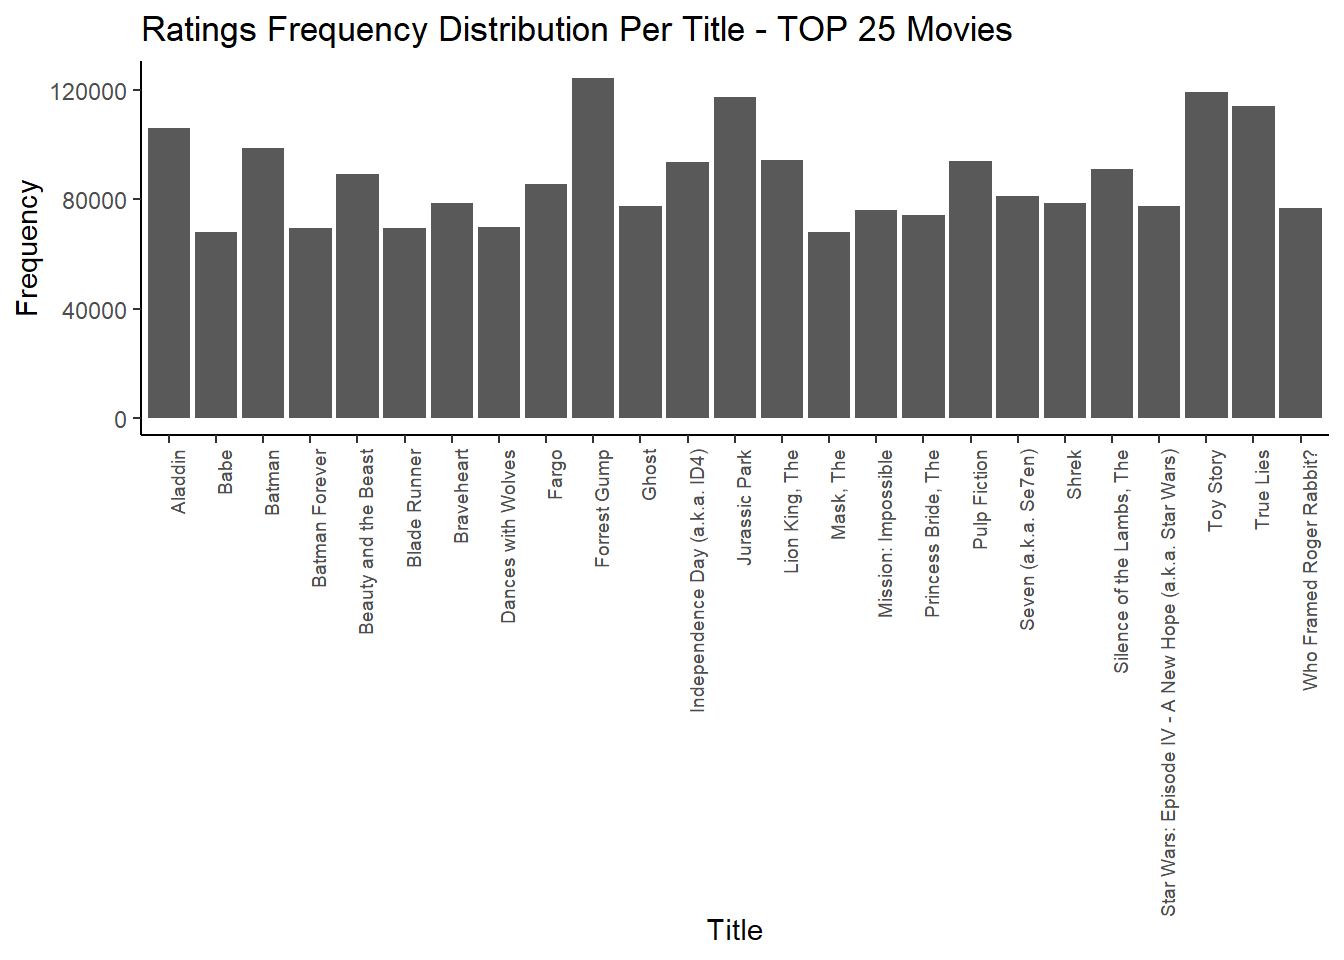 Ratings Frequency Distribution Per Title - TOP 25 Movies
Frequency
120000
80000
40000
0
Aladdin
Babe
Batman
Batman Forever
Beauty and the Beast
Blade Runner
Braveheart
Dances with Wolves
Fargo
Forrest Gump
Ghost
Independence Day (a.k.a. ID4)
Jurassic Park
Lion King, The
Mask, The
Mission: Impossible
Princess Bride, The
Pulp Fiction
Seven (a.k.a. Se7en)
Shrek
Silence of the Lambs, The
Star Wars: Episode IV - A New Hope (a.k.a. Star Wars)
Toy Story
True Lies
Who Framed Roger Rabbit?
Title